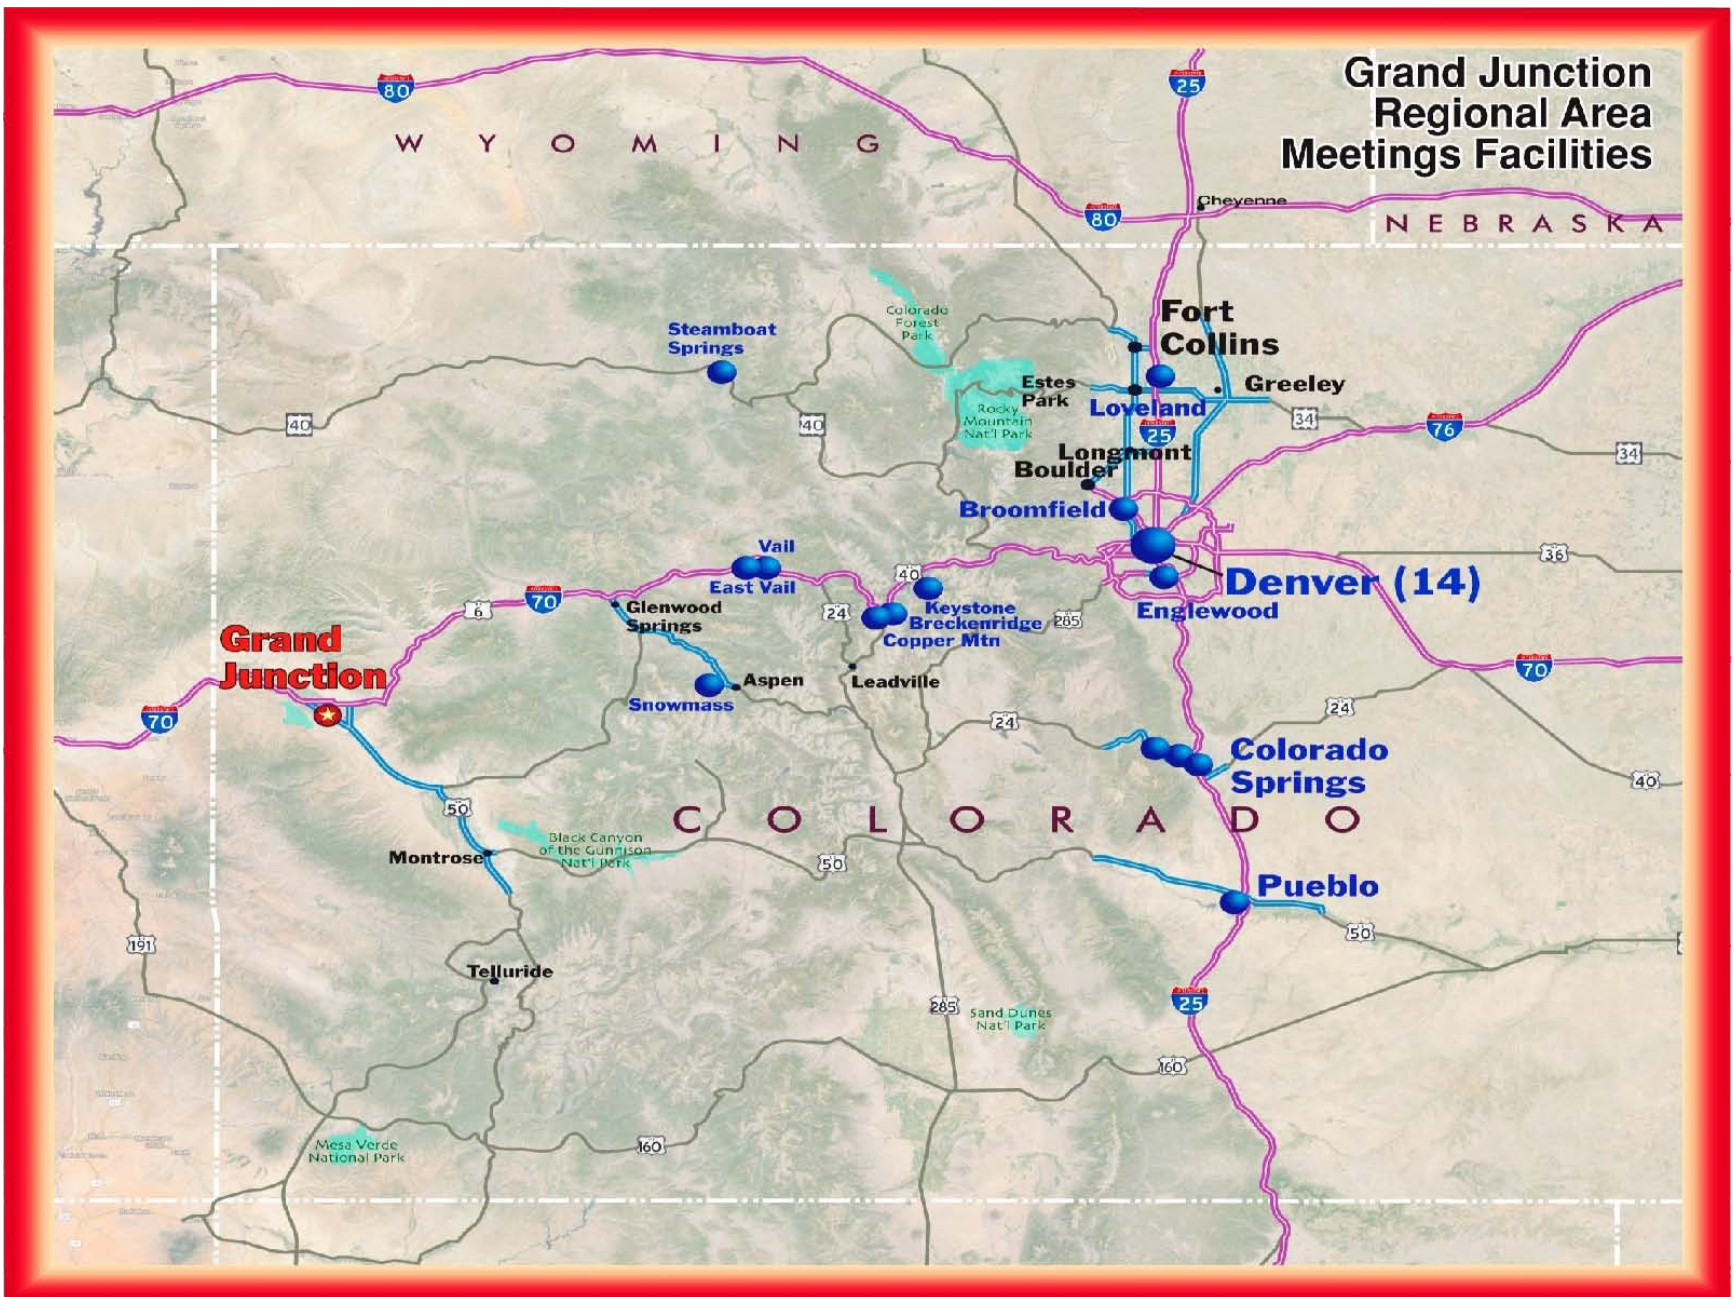 Grand Junction
Regional Area
Meetings Facilities
80
25
W Y O M I N G
80
Cheyenne
N E B R A S K A
Colorado
Forest
Park
Fort
Collins
Steamboat
Springs
Estes
Park
Greeley
Loveland
Rocky
Mountain
Nat'l Park
40
40
34
25
76
34
Longmont
Boulder
Broomfield
Vail
East Vail
36
40
Denver (14)
Englewood
70
6
Glenwood
Springs
24
Keystone
Breckenridge
Copper Mtn
285
Grand
Junction
70
70
Aspen
Leadville
Snowmass
24
24
Colorado
Springs
40
50
C O L O R A D O
Black Canyon
of the Gunnison
Nat'l Park
Montrose
50
Pueblo
50
191
Telluride
25
285
Sand Dunes
Nat'l Park
160
Mesa Verde
National Park
160